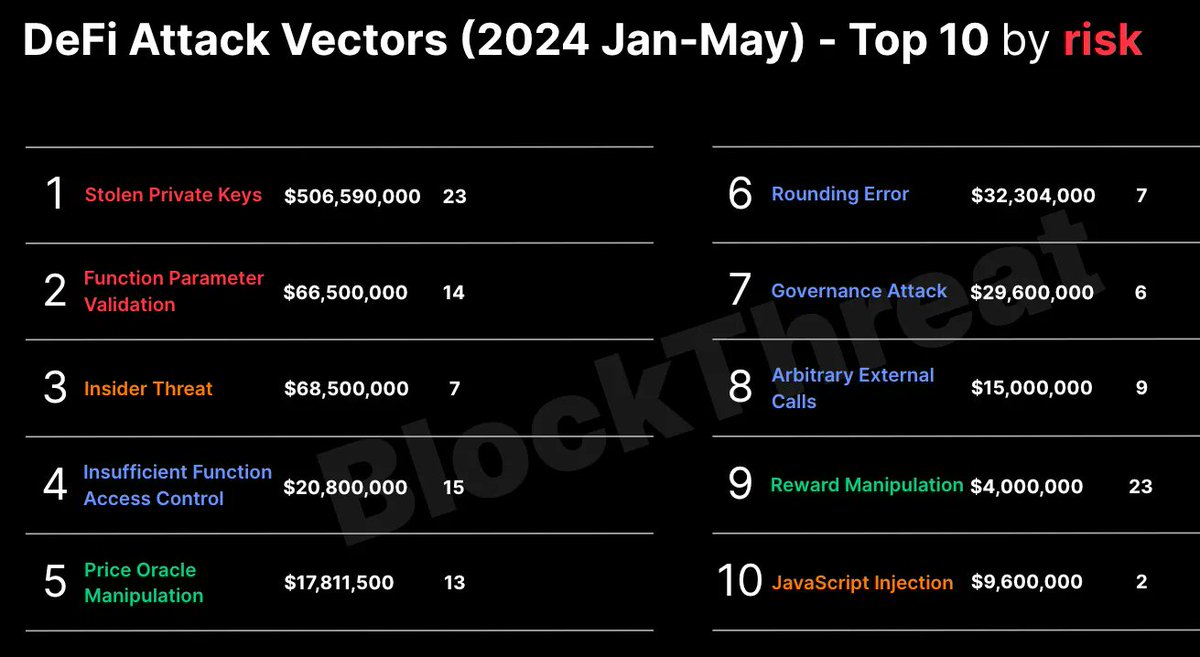 DeFi Attack Vectors (2024 Jan-May) - Top 10 by risk
1 Stolen Private Keys $506,590,000 23
2 Function Parameter Validation $66,500,000 14
3 Insider Threat $68,500,000 7
4 Insufficient Function Access Control $20,800,000 15
5 Price Oracle Manipulation $17,811,500 13
6 Rounding Error $32,304,000 7
7 Governance Attack $29,600,000 6
8 Arbitrary External Calls $15,000,000 9
9 Reward Manipulation $4,000,000 23
10 JavaScript Injection $9,600,000 2
BlockThreat